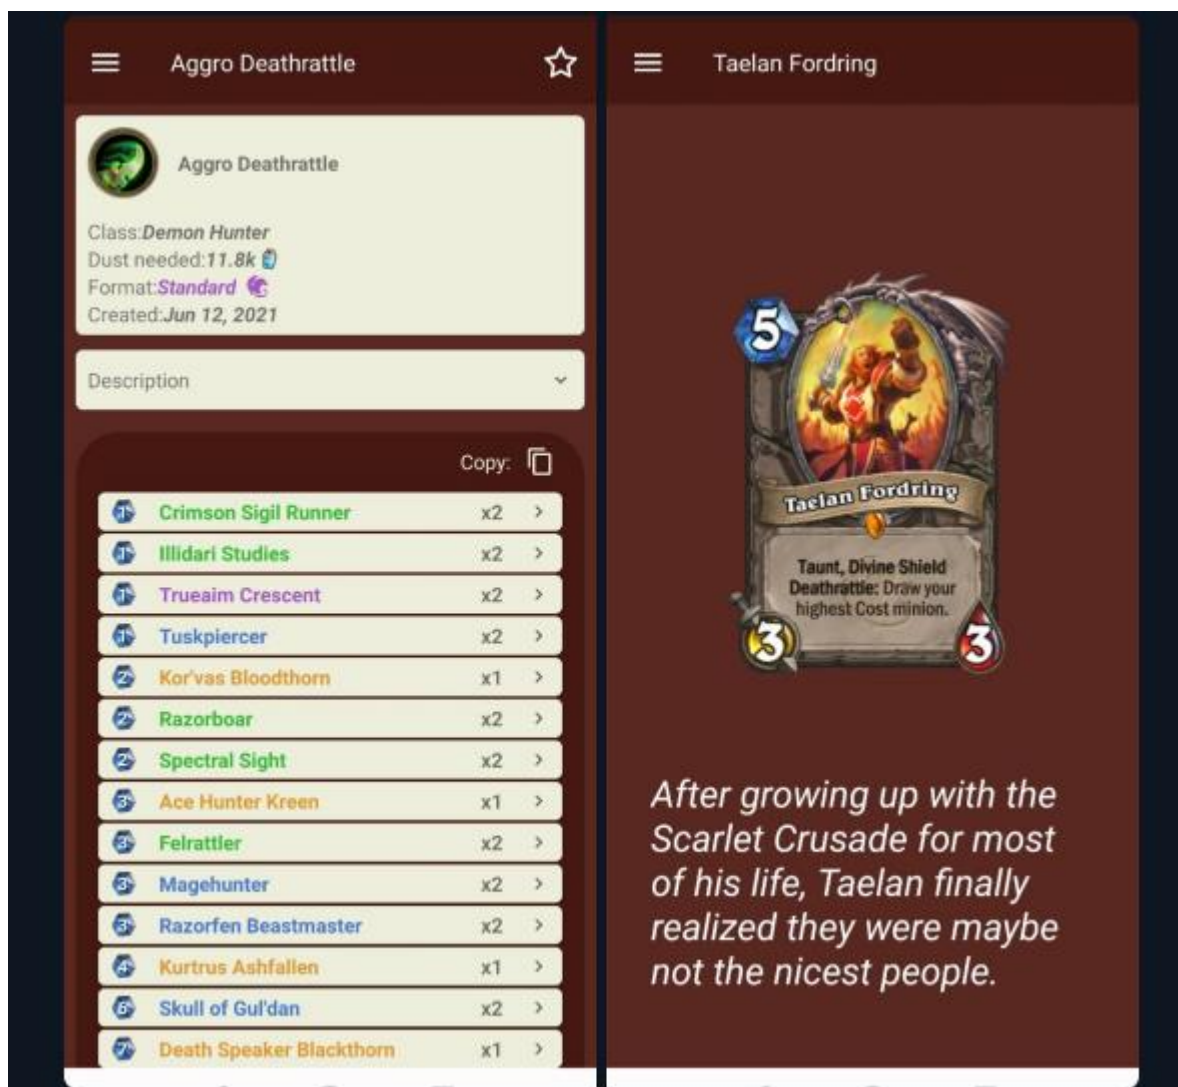 Aggro Deathrattle
Aggro Deathrattle
Class:Demon Hunter
Dust needed:11.8k
Format:Standard
Created:Jun 12, 2021
Description
Copy:
1 Crimson Sigil Runner x2
1 Illidari Studies x2
1 Trueaim Crescent x2
1 Tuskpiercer x2
2 Kor'vas Bloodthorn x1
2 Razorboar x2
2 Spectral Sight x2
3 Ace Hunter Kreen x1
3 Felrattler x2
3 Magehunter x2
3 Razorfen Beastmaster x2
4 Kurtrus Ashfallen x1
6 Skull of Gul'dan x2
7 Death Speaker Blackthorn x1
Taelan Fordring
5
Taelan Fordring
Taunt, Divine Shield
Deathrattle: Draw your
highest Cost minion.
3 3
After growing up with the
Scarlet Crusade for most
of his life, Taelan finally
realized they were maybe
not the nicest people.